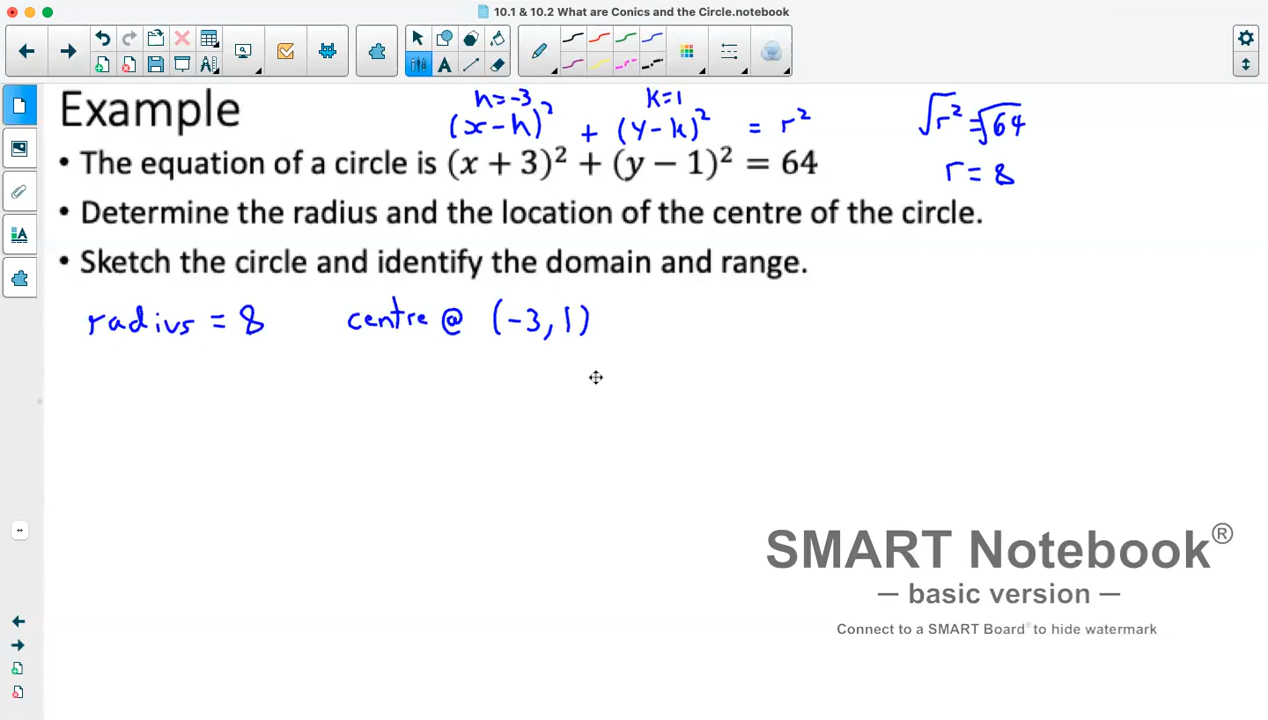 10.1 & 10.2 What are Conics and the Circle.notebook
Example
h=-3 k=1
(x-h)² + (y-k)² = r²
√r² = √64
r = 8
• The equation of a circle is (x + 3)² + (y − 1)² = 64
• Determine the radius and the location of the centre of the circle.
• Sketch the circle and identify the domain and range.
radius = 8 centre @ (-3, 1)
SMART Notebook®
— basic version —
Connect to a SMART Board® to hide watermark